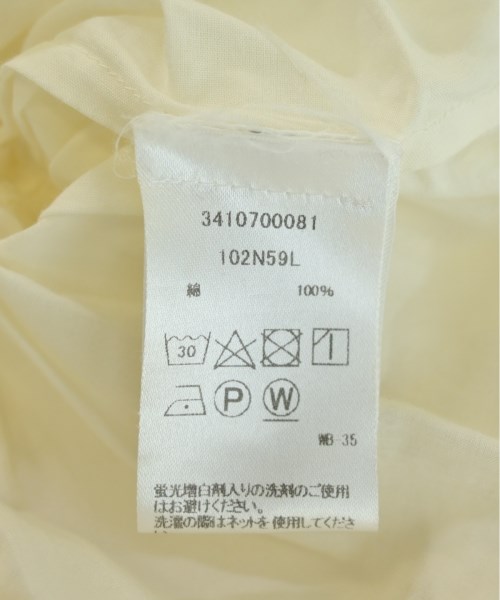 3410700081
102N59L
綿 100%
30
P W
WB-35
蛍光増白剤入りの洗剤のご使用
はお避けください。
洗濯の際はネットを使用してくださ
い